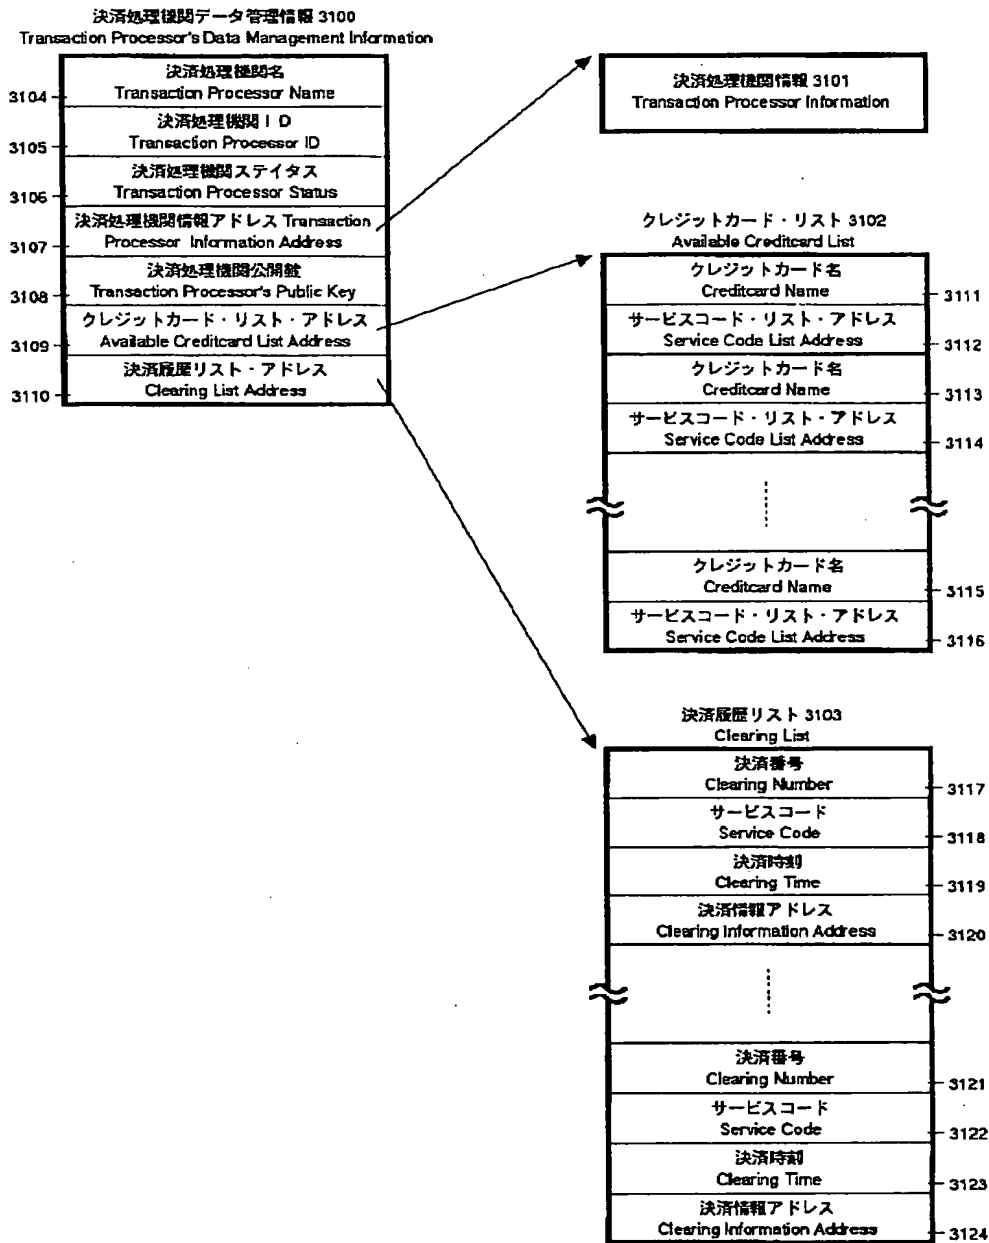 決済処理機関データ管理情報 3100
Transaction Processor's Data Management Information
3104
決済処理機関名
Transaction Processor Name
3105
決済処理機関ID
Transaction Processor ID
3106
決済処理機関ステイタス
Transaction Processor Status
3107
決済処理機関情報アドレス Transaction
Processor Information Address
3108
決済処理機関公開鍵
Transaction Processor's Public Key
3109
クレジットカード・リスト・アドレス
Available Creditcard List Address
3110
決済履歴リスト・アドレス
Clearing List Address
決済処理機関情報 3101
Transaction Processor Information
クレジットカード・リスト 3102
Available Creditcard List
クレジットカード名
Creditcard Name
3111
サービスコード・リスト・アドレス
Service Code List Address
3112
クレジットカード名
Creditcard Name
3113
サービスコード・リスト・アドレス
Service Code List Address
3114
クレジットカード名
Creditcard Name
3115
サービスコード・リスト・アドレス
Service Code List Address
3116
決済履歴リスト 3103
Clearing List
決済番号
Clearing Number
3117
サービスコード
Service Code
3118
決済時刻
Clearing Time
3119
決済情報アドレス
Clearing Information Address
3120
決済番号
Clearing Number
3121
サービスコード
Service Code
3122
決済時刻
Clearing Time
3123
決済情報アドレス
Clearing Information Address
3124